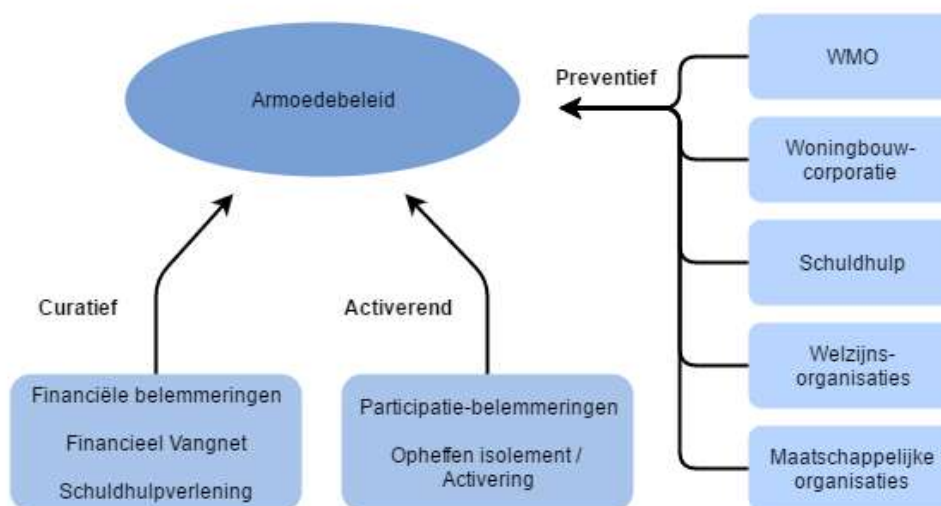 Armoedebeleid
Preventief
WMO
Woningbouw-
corporatie
Schuldhulp
Welzijns-
organisaties
Maatschappelijke
organisaties
Curatief
Activerend
Financiële belemmeringen
Financieel Vangnet
Schuldhulpverlening
Participatie-belemmeringen
Opheffen isolement /
Activering